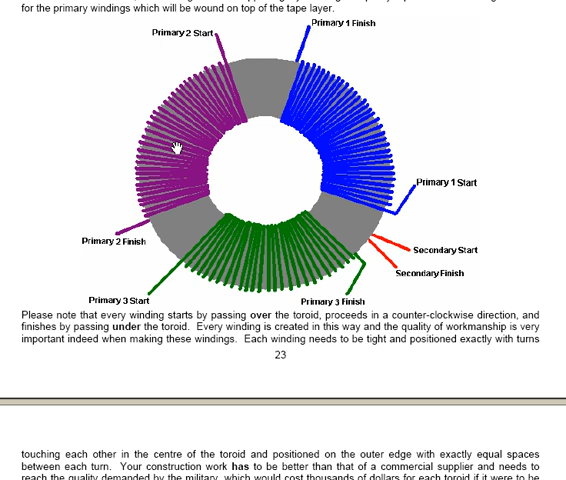 for the primary windings which will be wound on top of the tape layer.
Primary 1 Finish
Primary 2 Start
Primary 1 Start
Primary 2 Finish
Secondary Start
Secondary Finish
Primary 3 Start
Primary 3 Finish
Please note that every winding starts by passing over the toroid, proceeds in a counter-clockwise direction, and
finishes by passing under the toroid. Every winding is created in this way and the quality of workmanship is very
important indeed when making these windings. Each winding needs to be tight and positioned exactly with turns
23
touching each other in the centre of the toroid and positioned on the outer edge with exactly equal spaces
between each turn. Your construction work has to be better than that of a commercial supplier and needs to
reach the quality demanded by the military, which would cost thousands of dollars for each toroid if it were to be